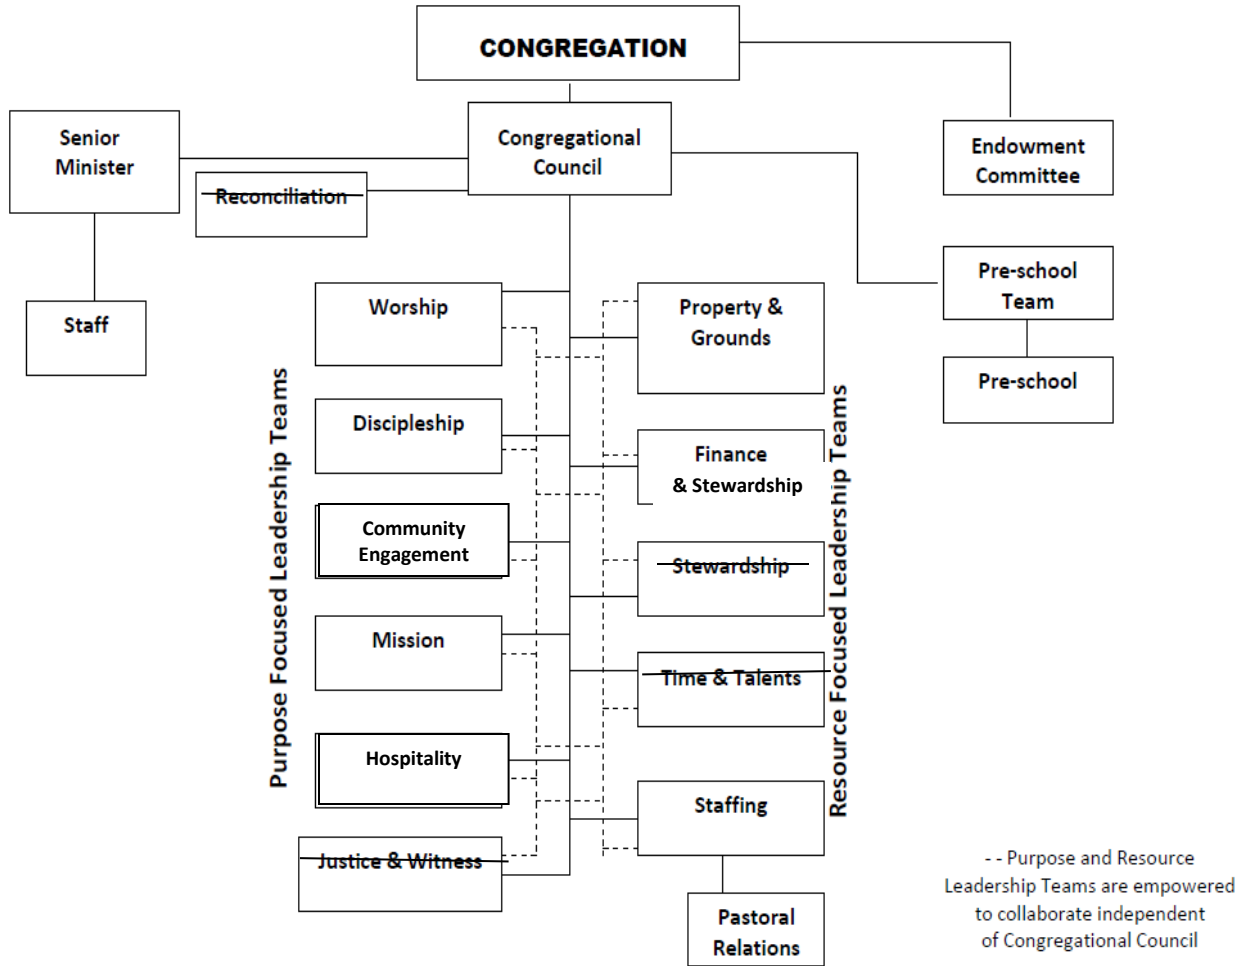 CONGREGATION
Senior
Minister
Congregational
Council
Endowment
Committee
Reconciliation
Pre-school
Team
Staff
Worship
Property &
Grounds
Pre-school
Purpose Focused Leadership Teams
Resource Focused Leadership Teams
Discipleship
Finance
& Stewardship
Community
Engagement
Stewardship
Mission
Time & Talents
Hospitality
Staffing
Justice & Witness
Pastoral
Relations
- - Purpose and Resource
Leadership Teams are empowered
to collaborate independent
of Congregational Council